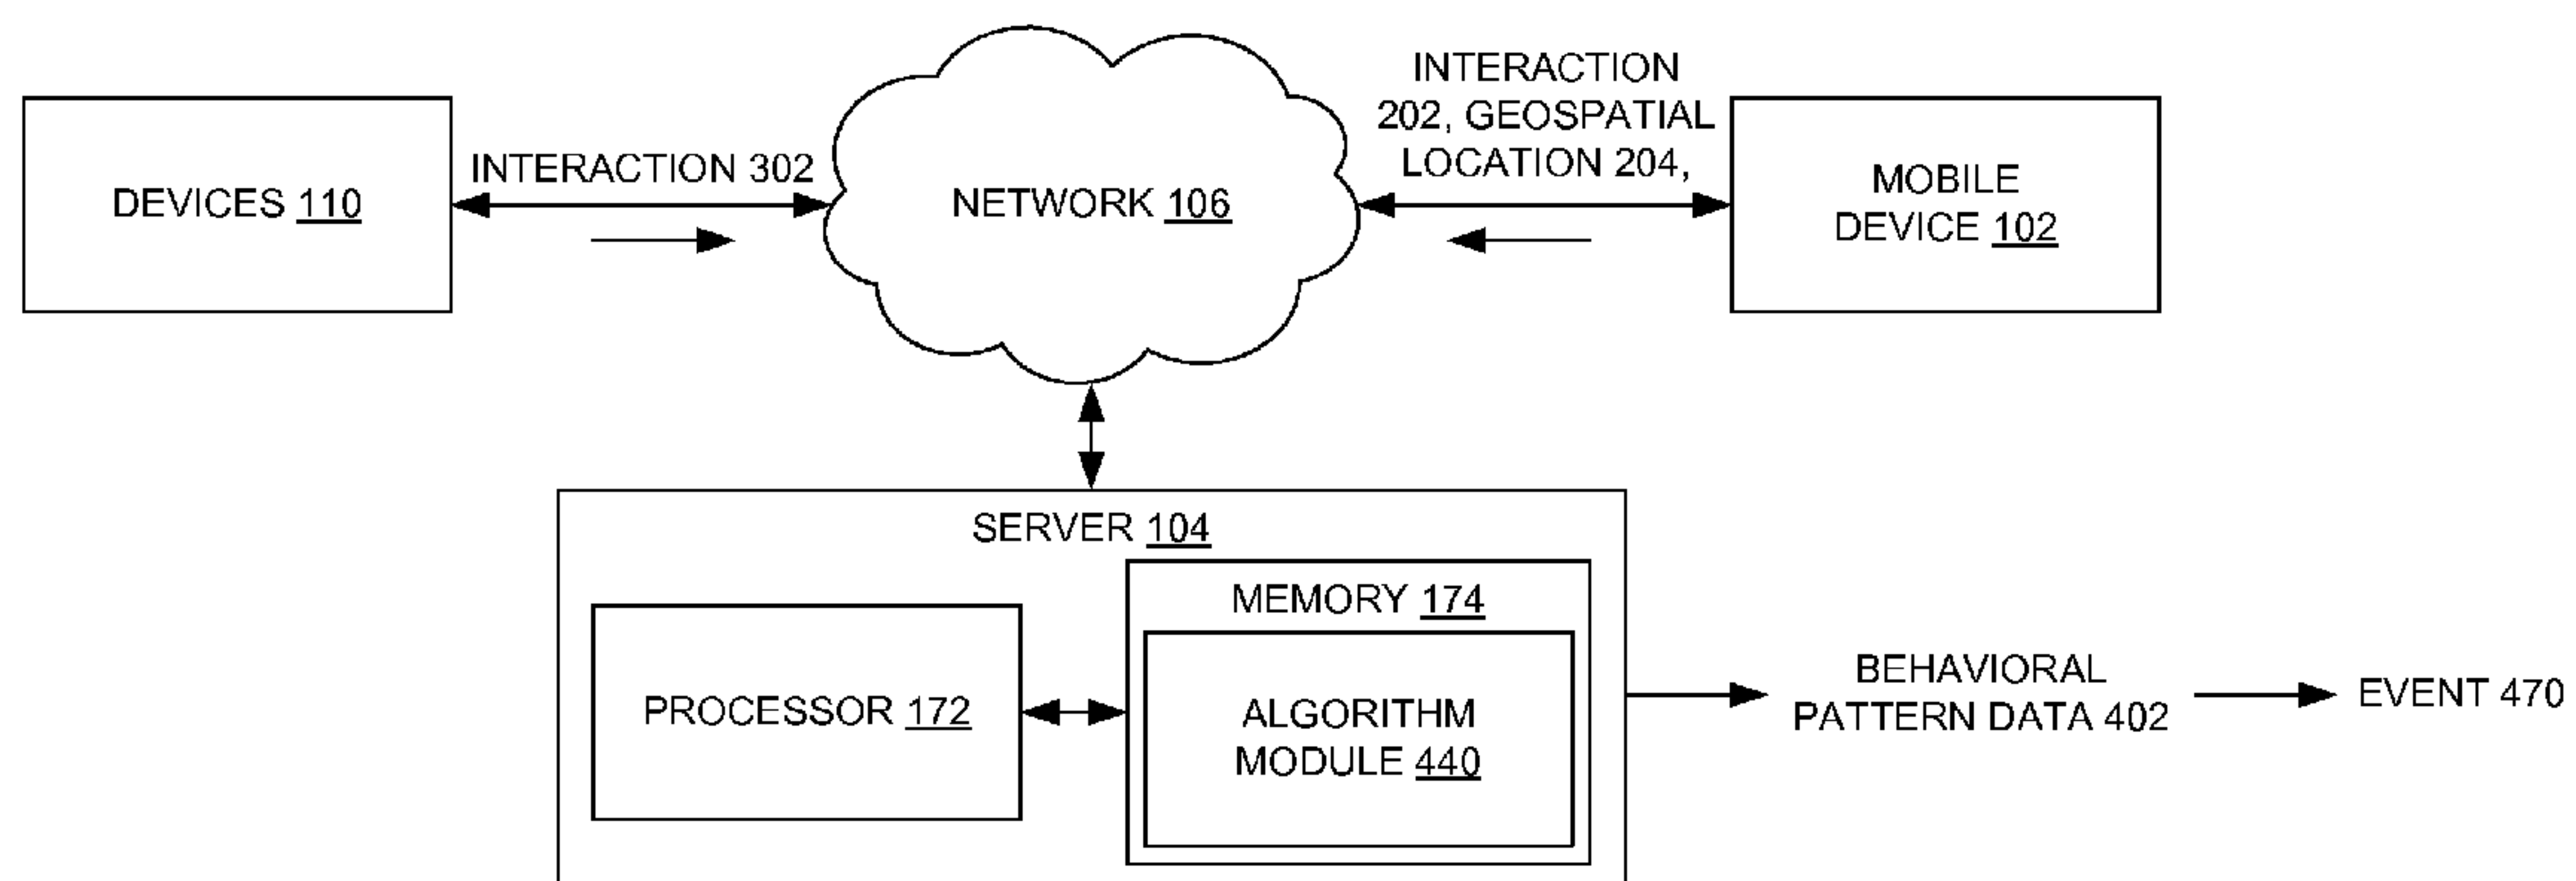 INTERACTION
202, GEOSPATIAL
LOCATION 204,
DEVICES 110
INTERACTION 302
NETWORK 106
MOBILE
DEVICE 102
SERVER 104
MEMORY 174
PROCESSOR 172
ALGORITHM
MODULE 440
BEHAVIORAL
PATTERN DATA 402
EVENT 470